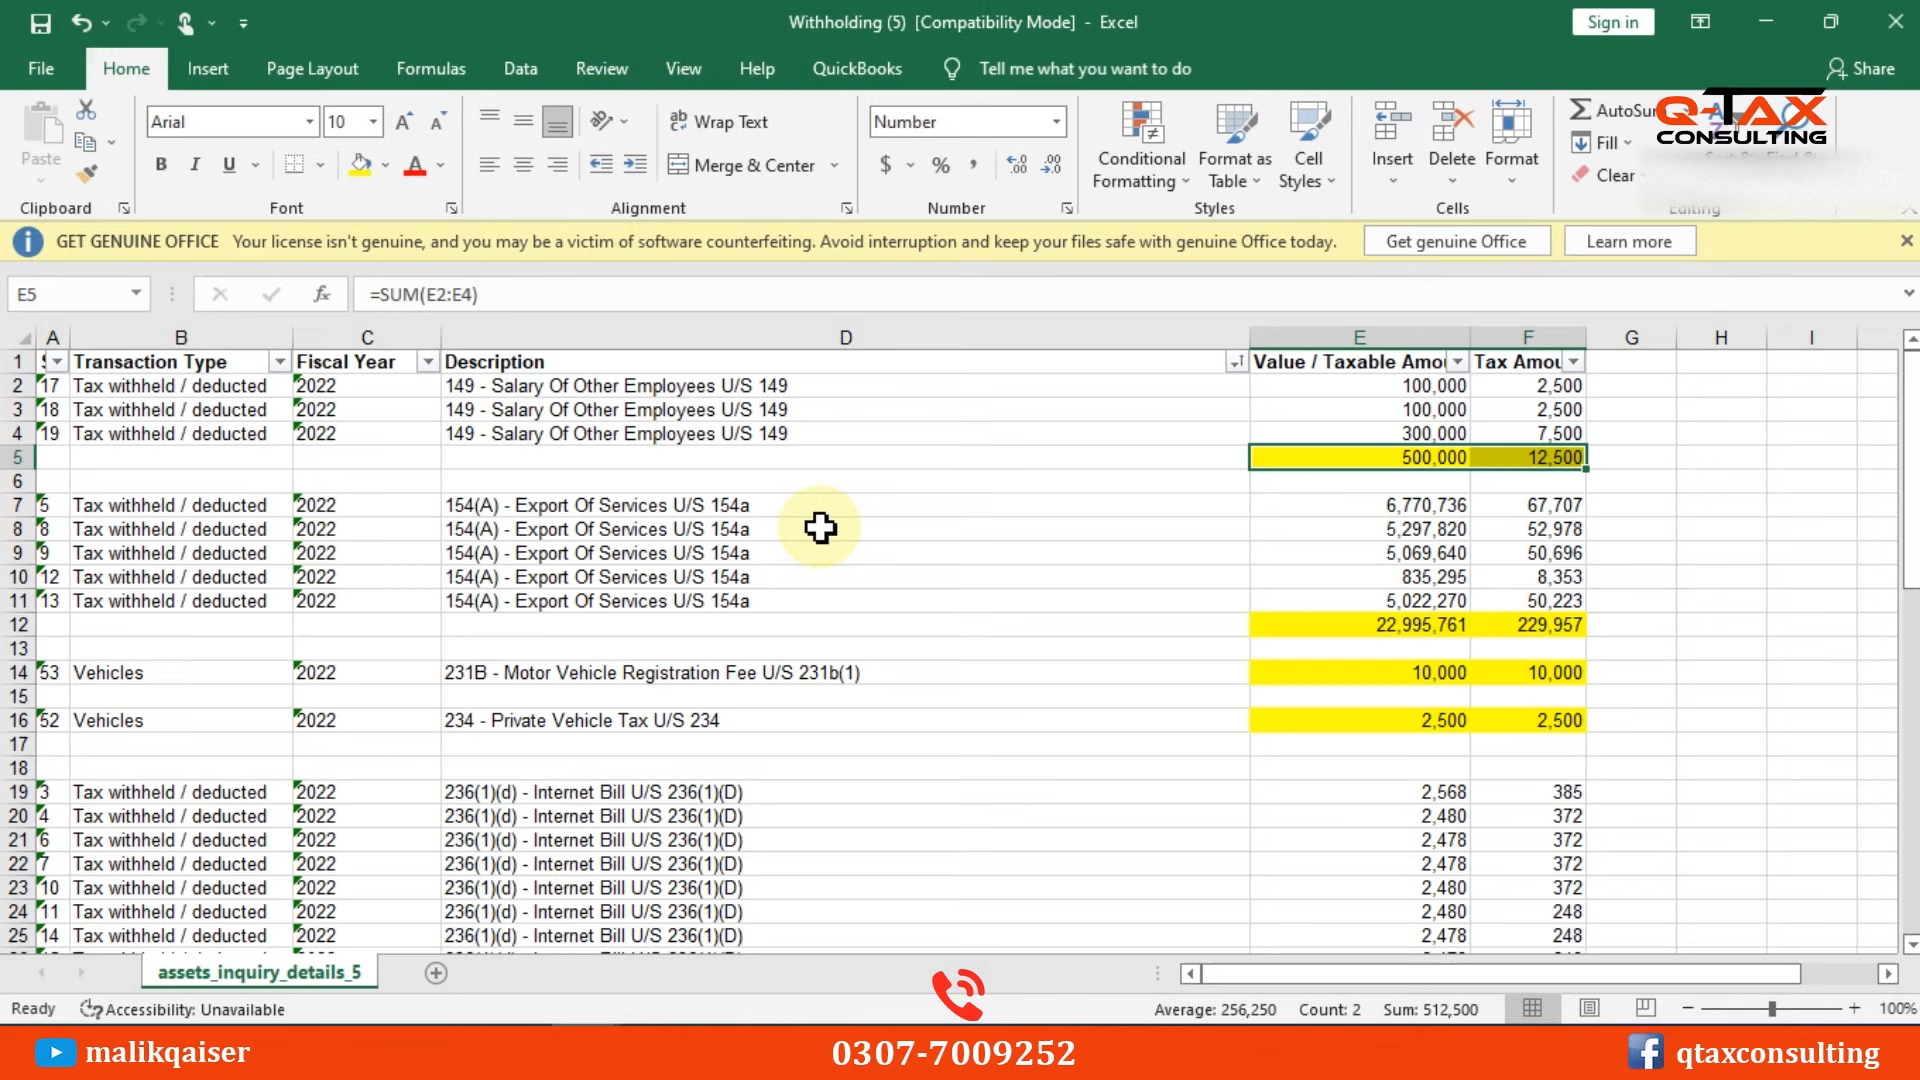 Withholding (5)  [Compatibility Mode]  -  Excel
Sign in
File Home Insert Page Layout Formulas Data Review View Help QuickBooks Tell me what you want to do Share
Paste
Arial 10
B I U
Wrap Text
Merge & Center
Number
$ % ,
Conditional Formatting
Format as Table
Cell Styles
Insert Delete Format
AutoSum
Fill
Clear
Q-TAX
CONSULTING
Clipboard Font Alignment Number Styles Cells Editing
GET GENUINE OFFICE Your license isn't genuine, and you may be a victim of software counterfeiting. Avoid interruption and keep your files safe with genuine Office today. Get genuine Office Learn more
E5 fx =SUM(E2:E4)
A B C D E F G H I
1 Transaction Type Fiscal Year Description Value / Taxable Amou Tax Amou
2 17 Tax withheld / deducted 2022 149 - Salary Of Other Employees U/S 149 100,000 2,500
3 18 Tax withheld / deducted 2022 149 - Salary Of Other Employees U/S 149 100,000 2,500
4 19 Tax withheld / deducted 2022 149 - Salary Of Other Employees U/S 149 300,000 7,500
5 500,000 12,500
6
7 5 Tax withheld / deducted 2022 154(A) - Export Of Services U/S 154a 6,770,736 67,707
8 8 Tax withheld / deducted 2022 154(A) - Export Of Services U/S 154a 5,297,820 52,978
9 9 Tax withheld / deducted 2022 154(A) - Export Of Services U/S 154a 5,069,640 50,696
10 12 Tax withheld / deducted 2022 154(A) - Export Of Services U/S 154a 835,295 8,353
11 13 Tax withheld / deducted 2022 154(A) - Export Of Services U/S 154a 5,022,270 50,223
12 22,995,761 229,957
13
14 53 Vehicles 2022 231B - Motor Vehicle Registration Fee U/S 231b(1) 10,000 10,000
15
16 52 Vehicles 2022 234 - Private Vehicle Tax U/S 234 2,500 2,500
17
18
19 3 Tax withheld / deducted 2022 236(1)(d) - Internet Bill U/S 236(1)(D) 2,568 385
20 4 Tax withheld / deducted 2022 236(1)(d) - Internet Bill U/S 236(1)(D) 2,480 372
21 6 Tax withheld / deducted 2022 236(1)(d) - Internet Bill U/S 236(1)(D) 2,478 372
22 7 Tax withheld / deducted 2022 236(1)(d) - Internet Bill U/S 236(1)(D) 2,478 372
23 10 Tax withheld / deducted 2022 236(1)(d) - Internet Bill U/S 236(1)(D) 2,480 372
24 11 Tax withheld / deducted 2022 236(1)(d) - Internet Bill U/S 236(1)(D) 2,480 248
25 14 Tax withheld / deducted 2022 236(1)(d) - Internet Bill U/S 236(1)(D) 2,478 248
assets_inquiry_details_5
Ready Accessibility: Unavailable Average: 256,250 Count: 2 Sum: 512,500 100%
malikqaiser 0307-7009252 qtaxconsulting